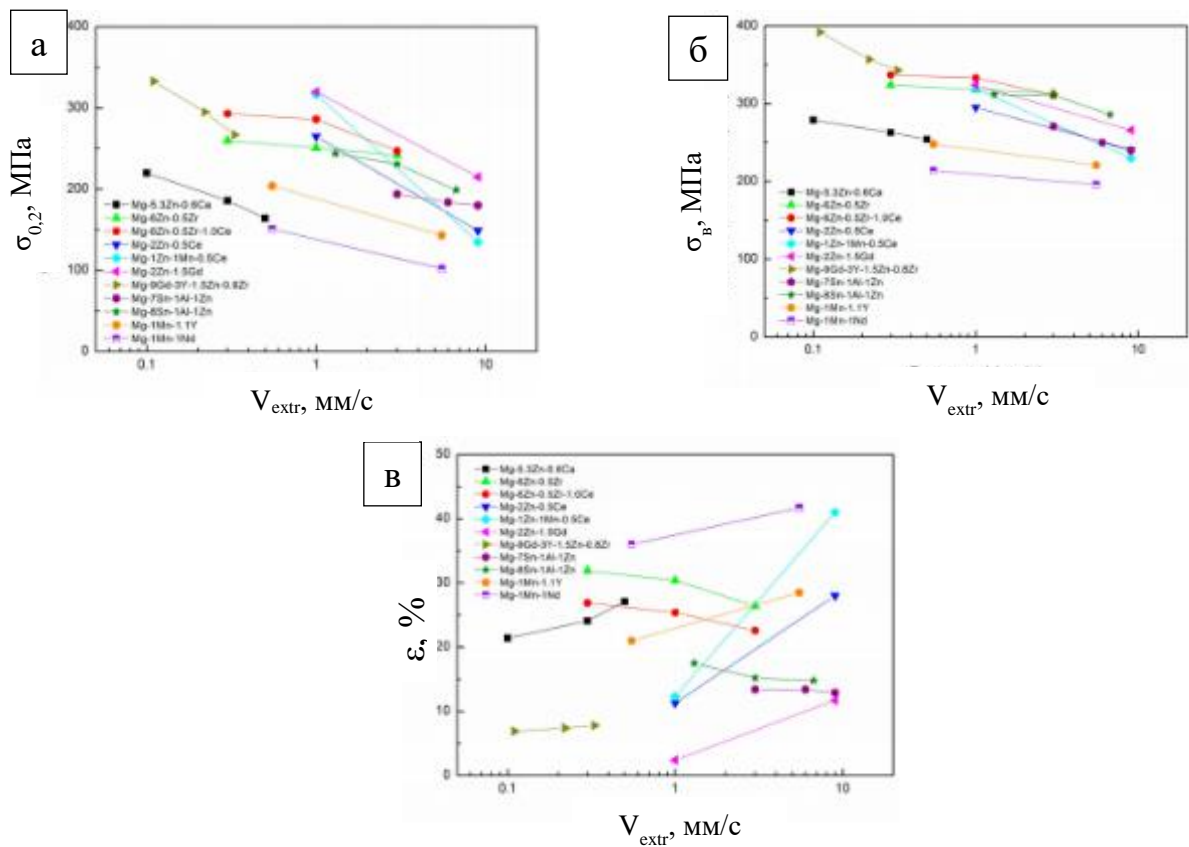 а
400
300
200
100
0
σ0,2, МПа
Mg-5.3Zn-0.6Ca
Mg-6Zn-0.5Zr
Mg-6Zn-0.5Zr-1.0Ce
Mg-2Zn-0.5Ce
Mg-1Zn-1Mn-0.5Ce
Mg-2Zn-1.5Gd
Mg-9Gd-3Y-1.5Zn-0.8Zr
Mg-7Sn-1Al-1Zn
Mg-8Sn-1Al-1Zn
Mg-1Mn-1.1Y
Mg-1Mn-1Nd
0.1 1 10
Vextr, мм/с
б
400
300
200
100
0
σв, МПа
Mg-5.3Zn-0.6Ca
Mg-6Zn-0.5Zr
Mg-6Zn-0.5Zr-1.0Ce
Mg-2Zn-0.5Ce
Mg-1Zn-1Mn-0.5Ce
Mg-2Zn-1.5Gd
Mg-9Gd-3Y-1.5Zn-0.8Zr
Mg-7Sn-1Al-1Zn
Mg-8Sn-1Al-1Zn
Mg-1Mn-1.1Y
Mg-1Mn-1Nd
0.1 1 10
Vextr, мм/с
в
50
40
30
20
10
0
ε, %
Mg-5.3Zn-0.6Ca
Mg-6Zn-0.5Zr
Mg-6Zn-0.5Zr-1.0Ce
Mg-2Zn-0.5Ce
Mg-1Zn-1Mn-0.5Ce
Mg-2Zn-1.5Gd
Mg-9Gd-3Y-1.5Zn-0.8Zr
Mg-7Sn-1Al-1Zn
Mg-8Sn-1Al-1Zn
Mg-1Mn-1.1Y
Mg-1Mn-1Nd
0.1 1 10
Vextr, мм/с